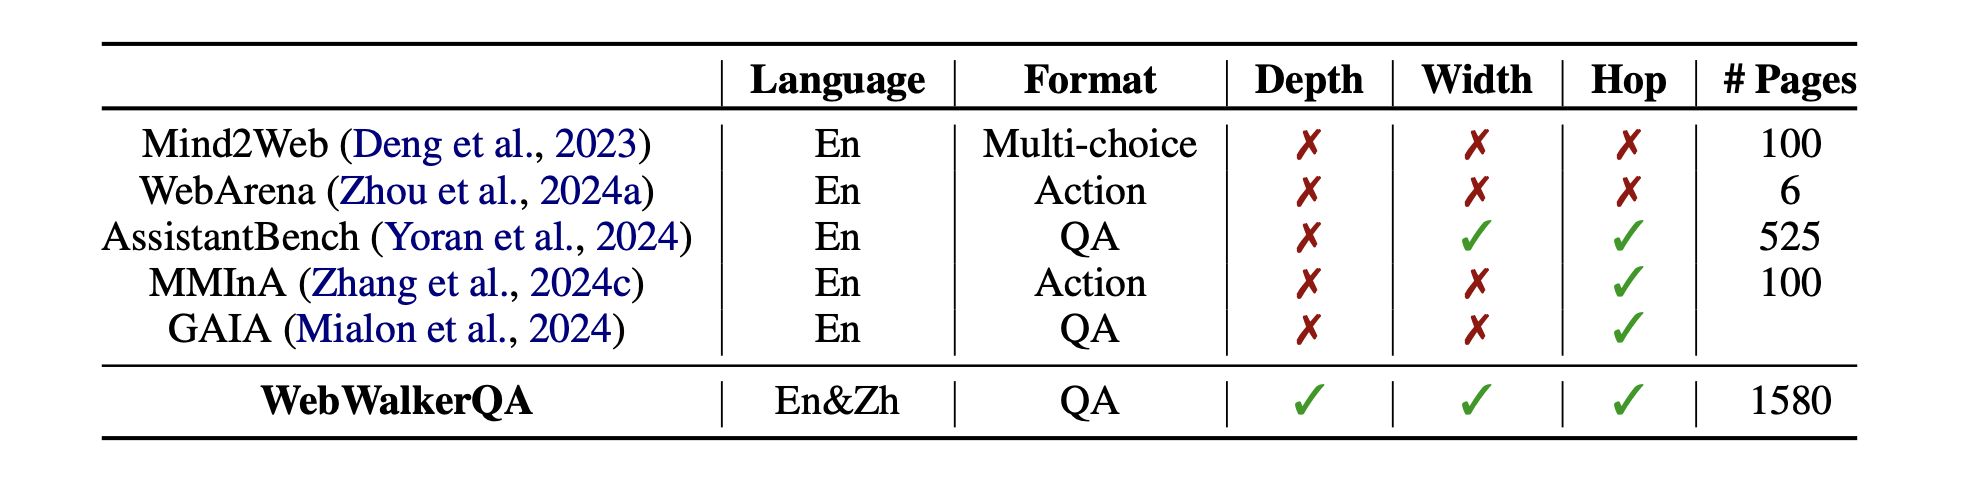 Language Format Depth Width Hop # Pages
Mind2Web (Deng et al., 2023) En Multi-choice ✗ ✗ ✗ 100
WebArena (Zhou et al., 2024a) En Action ✗ ✗ ✗ 6
AssistantBench (Yoran et al., 2024) En QA ✗ ✓ ✓ 525
MMInA (Zhang et al., 2024c) En Action ✗ ✗ ✓ 100
GAIA (Mialon et al., 2024) En QA ✗ ✗ ✓
WebWalkerQA En&Zh QA ✓ ✓ ✓ 1580